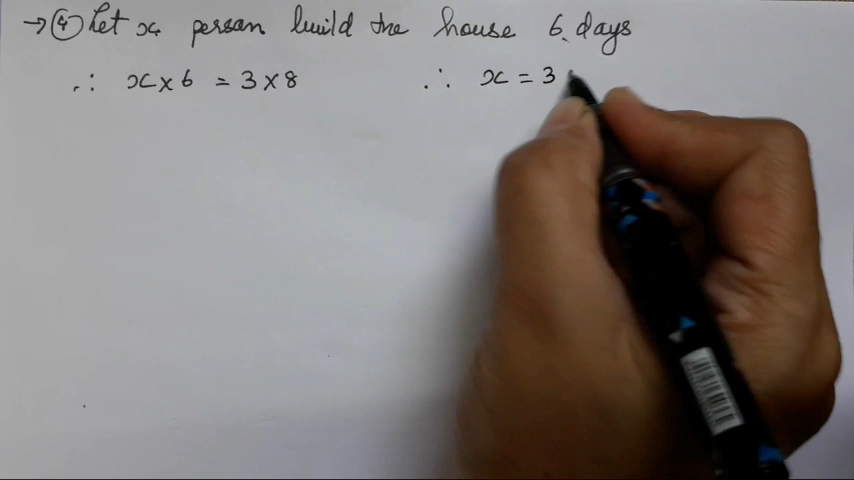 → (4) Let x person build the house 6 days
∴ x × 6 = 3 × 8 ∴ x = 3